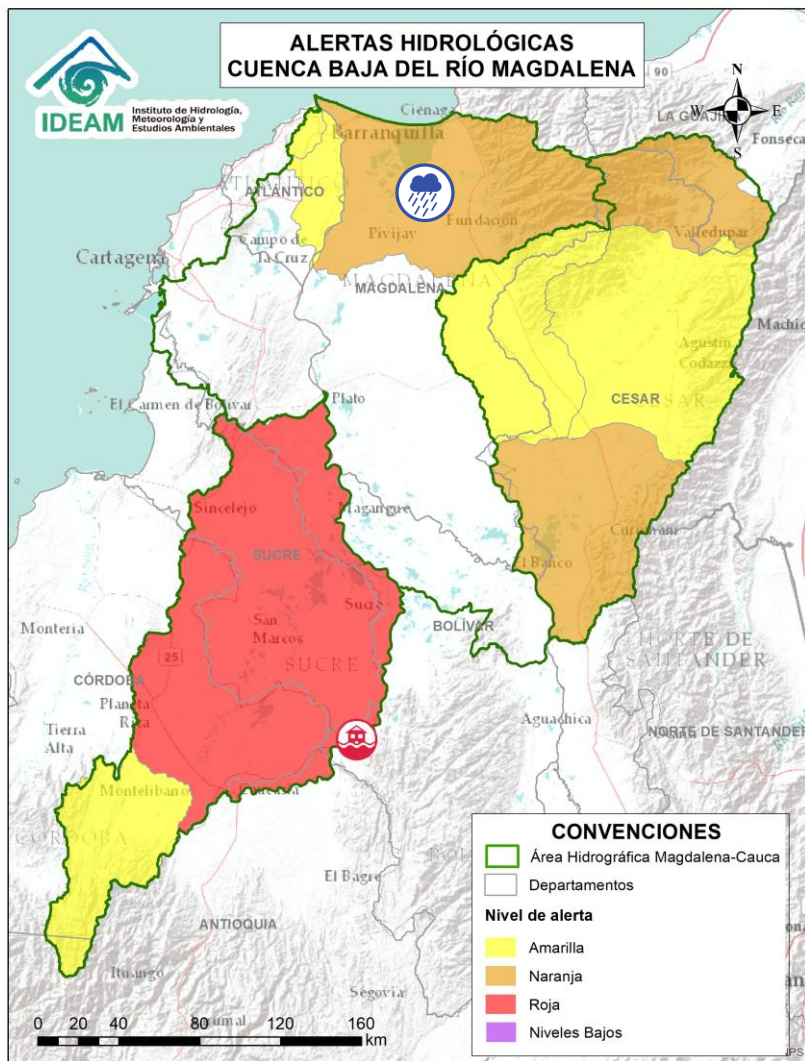 ALERTAS HIDROLÓGICAS
CUENCA BAJA DEL RÍO MAGDALENA
IDEAM
Instituto de Hidrología,
Meteorología y
Estudios Ambientales
90
N
W
E
S
Ciénaga
LA GUAJI
Barranquilla
Fonseca
ATLÁNTICO
Valledupar
Pivijay
Fundación
Campo de
la Cruz
Cartagena
MAGDALENA
Agustín
Codazzi
El Carmen de Bolívar
Plato
CESAR
Sincelejo
Magangue
SUCRE
El Banco
Sucre
San
Marcos
BOLÍVAR
Montería
SUCRE
25
NORTE DE
SANTANDER
CÓRDOBA
Planeta
Rica
Aguachica
NORTE DE SANTANDER
Tierra
Alta
Montelíbano
El Bagre
ANTIOQUIA
Ituango
Segovia
0 20 40 80 120 160
km
CONVENCIONES
Área Hidrográfica Magdalena-Cauca
Departamentos
Nivel de alerta
Amarilla
Naranja
Roja
Niveles Bajos